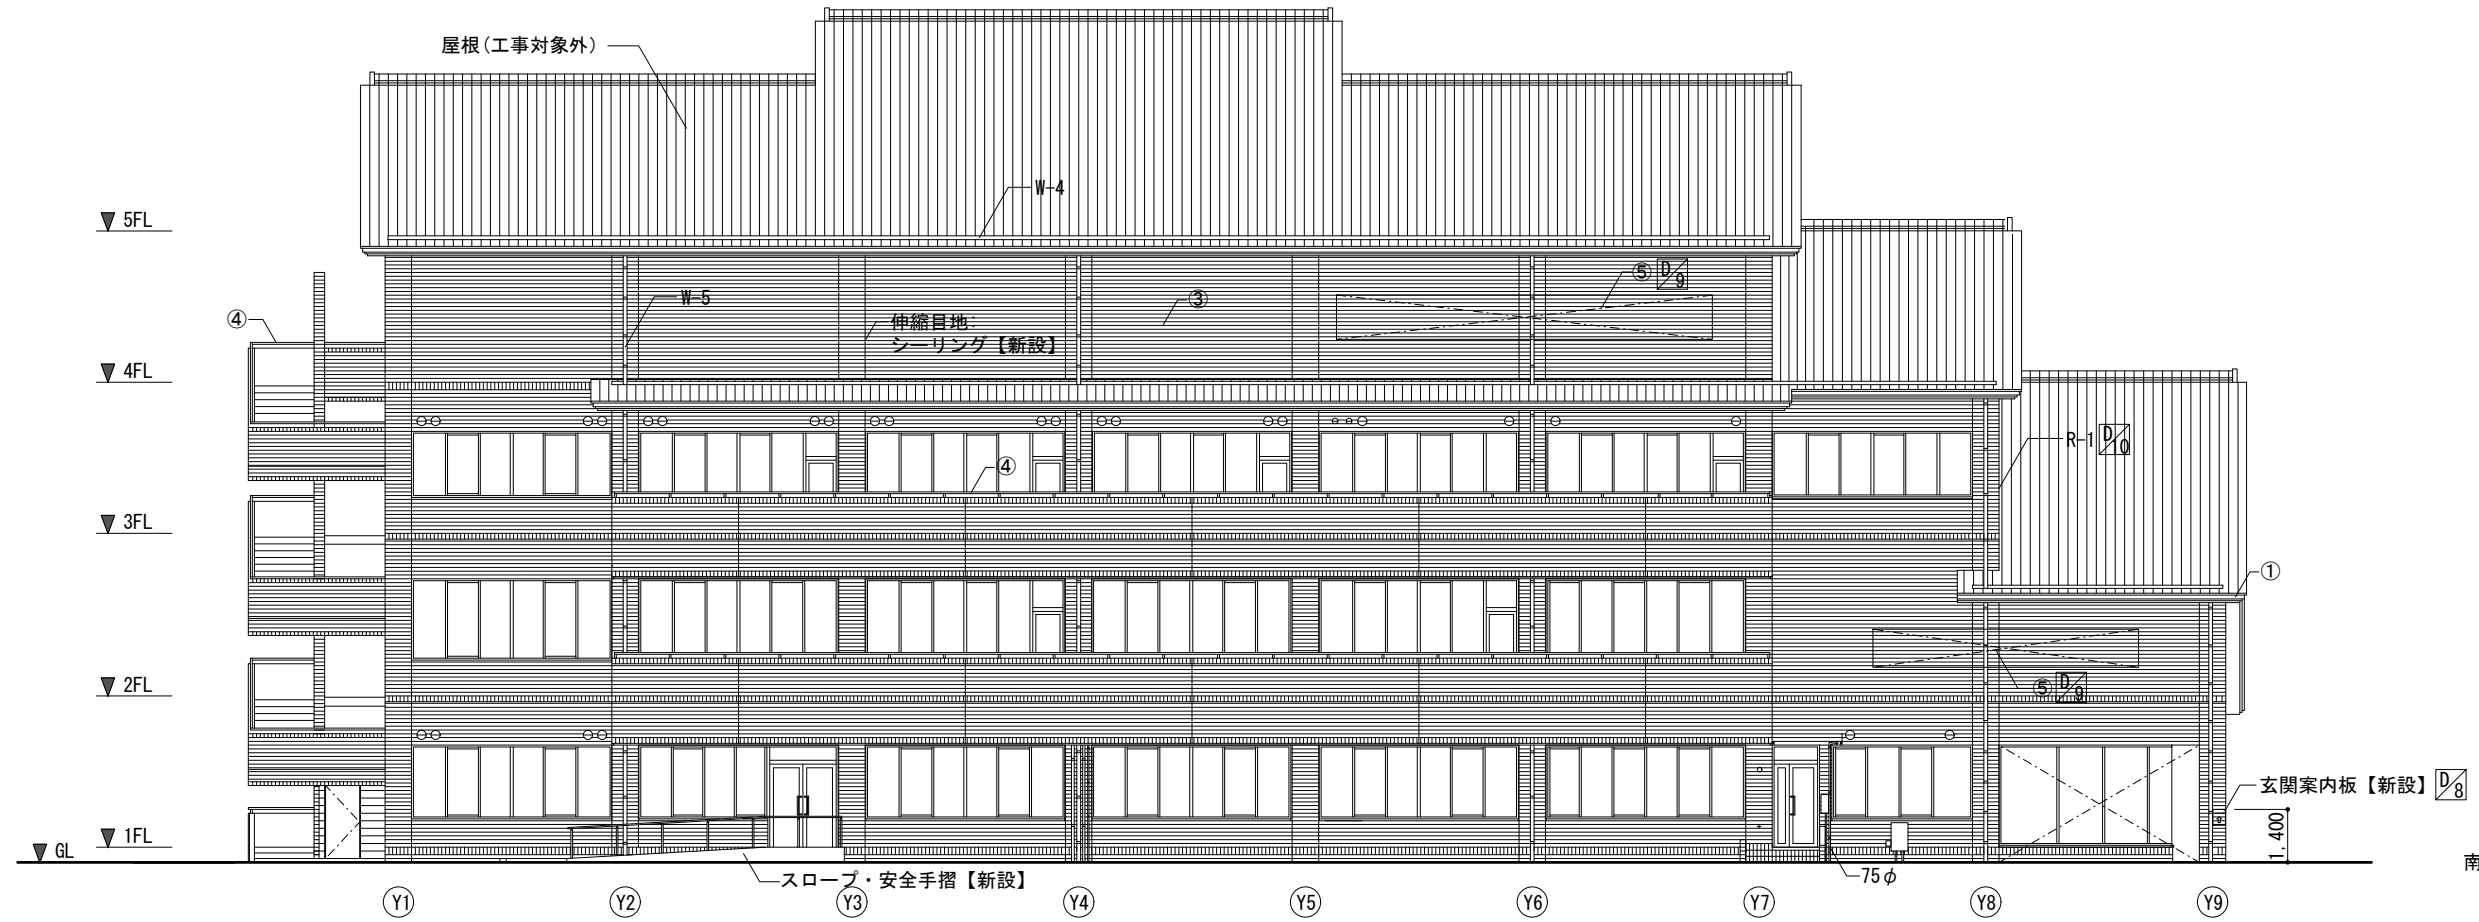 屋根(工事対象外)
W-4
▼ 5FL
⑤ D/9
W-5
③
④
伸縮目地:
シーリング【新設】
▼ 4FL
R-1 D/10
④
▼ 3FL
①
▼ 2FL
⑤ D/9
玄関案内板【新設】 D/8
1,400
▼ 1FL
▼ GL
南
スロープ・安全手摺【新設】
75φ
Y1 Y2 Y3 Y4 Y5 Y6 Y7 Y8 Y9